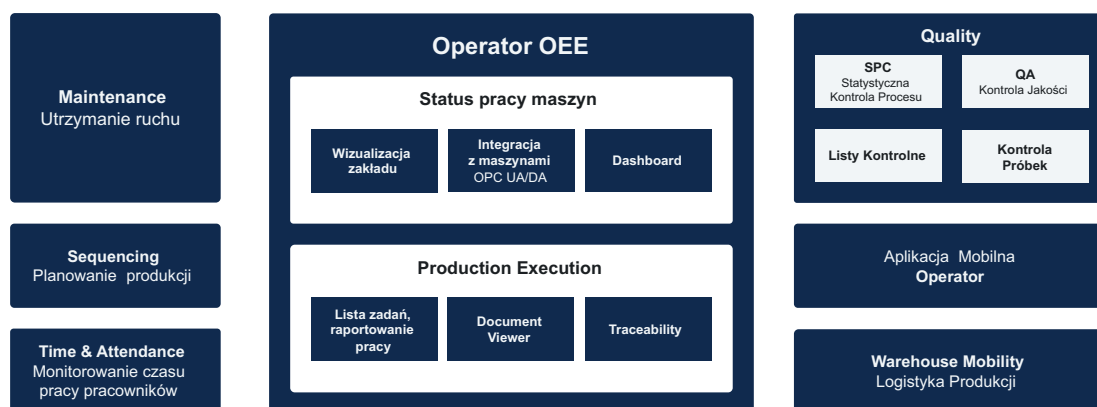 Maintenance
Utrzymanie ruchu
Sequencing
Planowanie produkcji
Time & Attendance
Monitorowanie czasu
pracy pracowników
Operator OEE
Status pracy maszyn
Wizualizacja
zakładu
Integracja
z maszynami
OPC UA/DA
Dashboard
Production Execution
Lista zadań,
raportowanie
pracy
Document
Viewer
Traceability
Quality
SPC
Statystyczna
Kontrola Procesu
QA
Kontrola Jakości
Listy Kontrolne
Kontrola
Próbek
Aplikacja Mobilna
Operator
Warehouse Mobility
Logistyka Produkcji